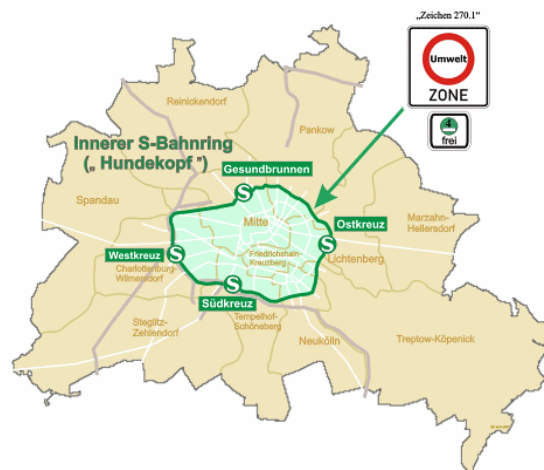 „Zeichen 270.1“
Umwelt
ZONE
4
frei
Reinickendorf
Pankow
Innerer S-Bahnring
(„ Hundekopf ”)
Gesundbrunnen
S
Spandau
Mitte
Ostkreuz
Marzahn-
Hellersdorf
S
Westkreuz
S
Friedrichshain-
Kreuzberg
Lichtenberg
Charlottenburg-
Wilmersdorf
S
Südkreuz
Tempelhof-
Schöneberg
Steglitz-
Zehlendorf
Neukölln
Treptow-Köpenick